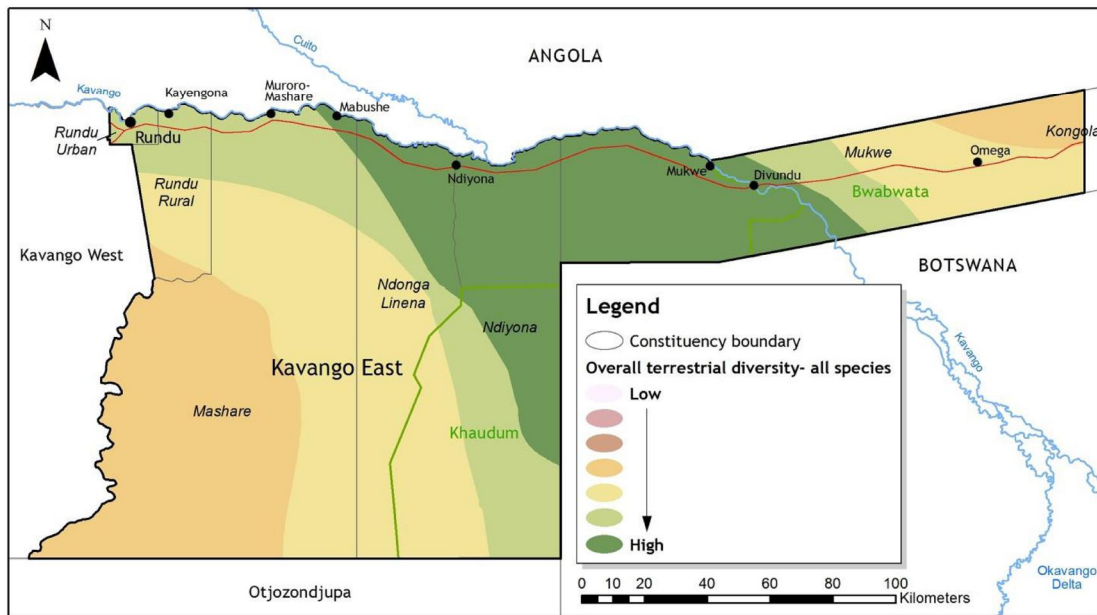 N
ANGOLA
Cuito
Kavango
Kayengona
Muroro-
Mashare
Mabushe
Rundu
Urban
Rundu
Kongola
Mukwe
Omega
Rundu
Rural
Ndiyona
Mukwe
Divundu
Bwabwata
Kavango West
BOTSWANA
Ndonga
Linena
Ndiyona
Kavango East
Mashare
Khaudum
Kavango
Okavango
Delta
Otjozondjupa
Legend
Constituency boundary
Overall terrestrial diversity- all species
Low
High
0 5 10 20 40 60 80 100
Kilometers